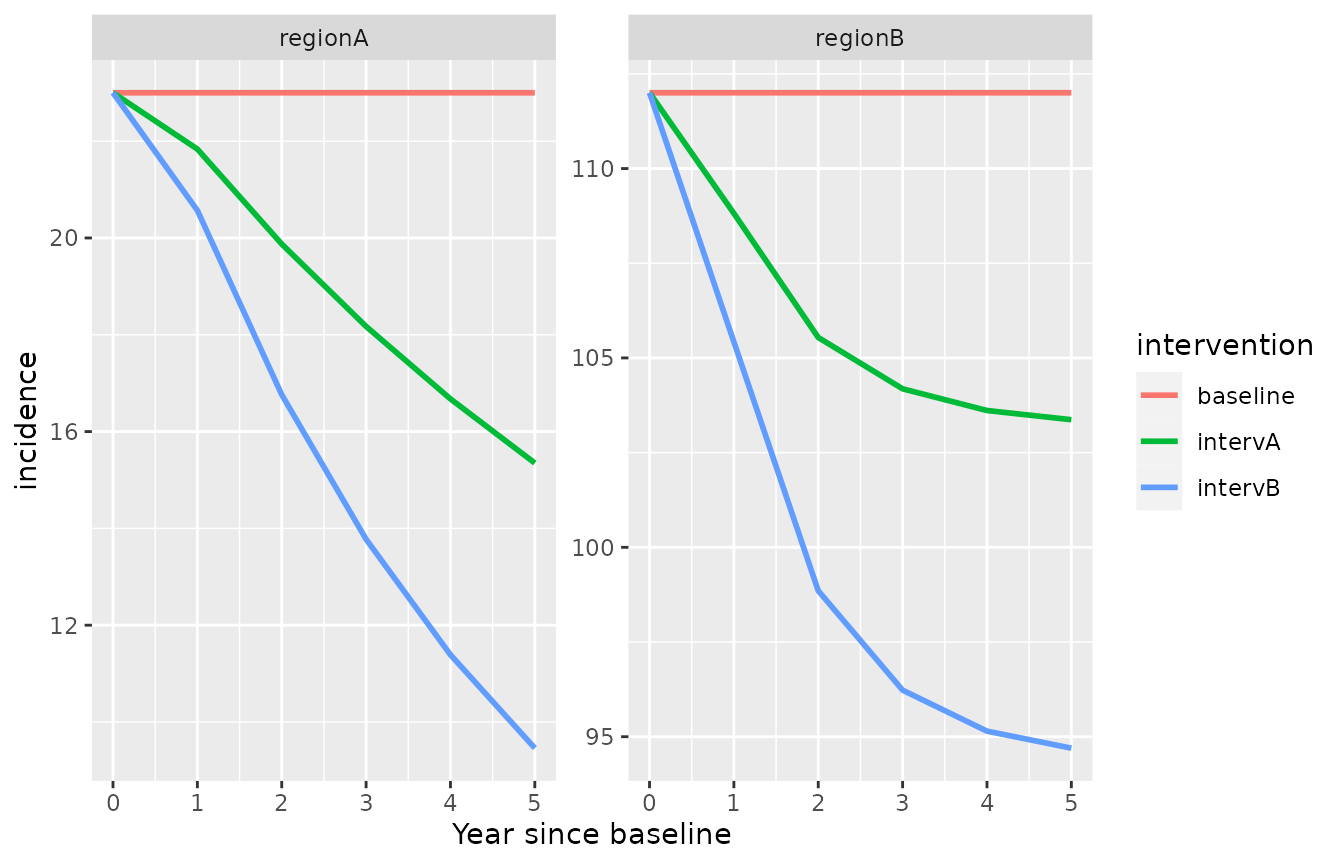 regionA
regionB
incidence
20
16
12
110
105
100
95
0 1 2 3 4 5
0 1 2 3 4 5
Year since baseline
intervention
baseline
intervA
intervB